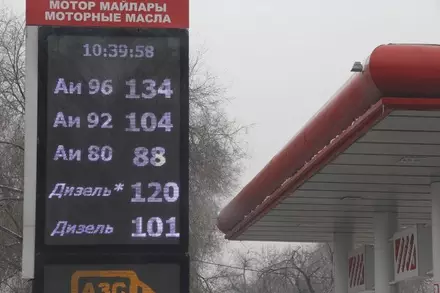 МОТОР МАЙЛАРЫ
МОТОРНЫЕ МАСЛА
10:39:58
Аи 96 134
Аи 92 104
Аи 80 88
Дизель* 120
Дизель 101
АЗС